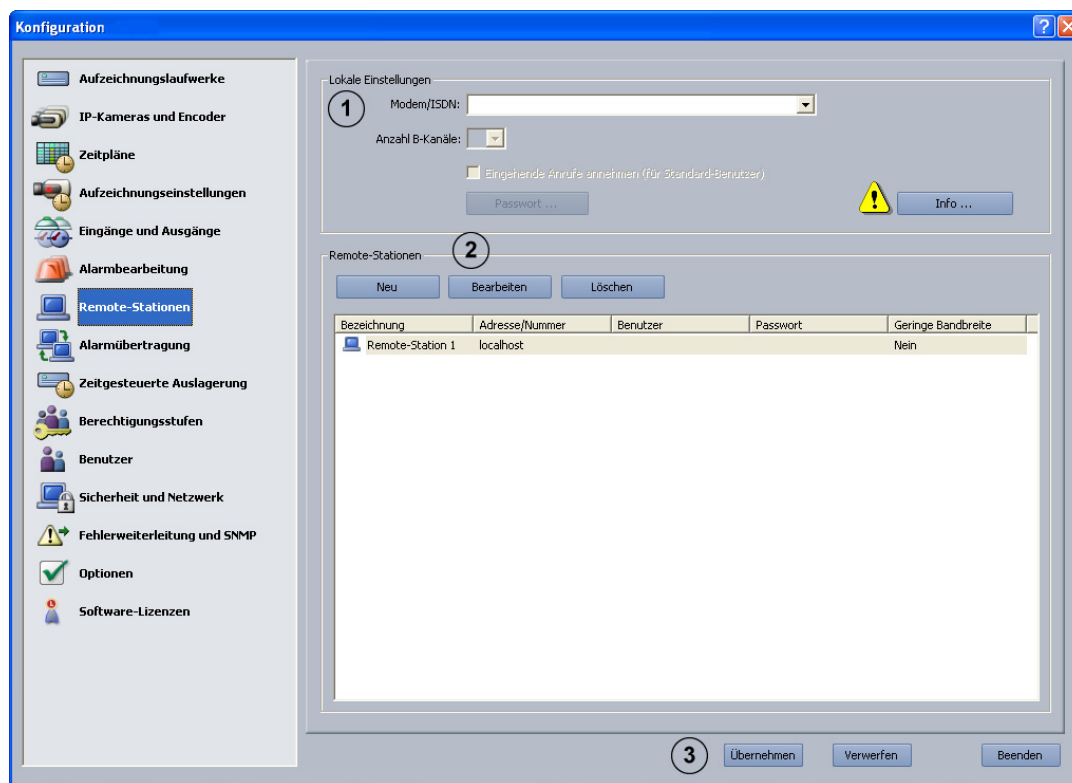 Konfiguration
Aufzeichnungslaufwerke
IP-Kameras und Encoder
Zeitpläne
Aufzeichnungseinstellungen
Eingänge und Ausgänge
Alarmbearbeitung
Remote-Stationen
Alarmübertragung
Zeitgesteuerte Auslagerung
Berechtigungsstufen
Benutzer
Sicherheit und Netzwerk
Fehlerweiterleitung und SNMP
Optionen
Software-Lizenzen
Lokale Einstellungen
1
Modem/ISDN:
Anzahl B-Kanäle:
Eingehende Anrufe annehmen (für Standard-Benutzer)
Passwort ...
Info ...
2
Remote-Stationen
Neu Bearbeiten Löschen
Bezeichnung Adresse/Nummer Benutzer Passwort Geringe Bandbreite
Remote-Station 1 localhost Nein
3
Übernehmen Verwerfen Beenden